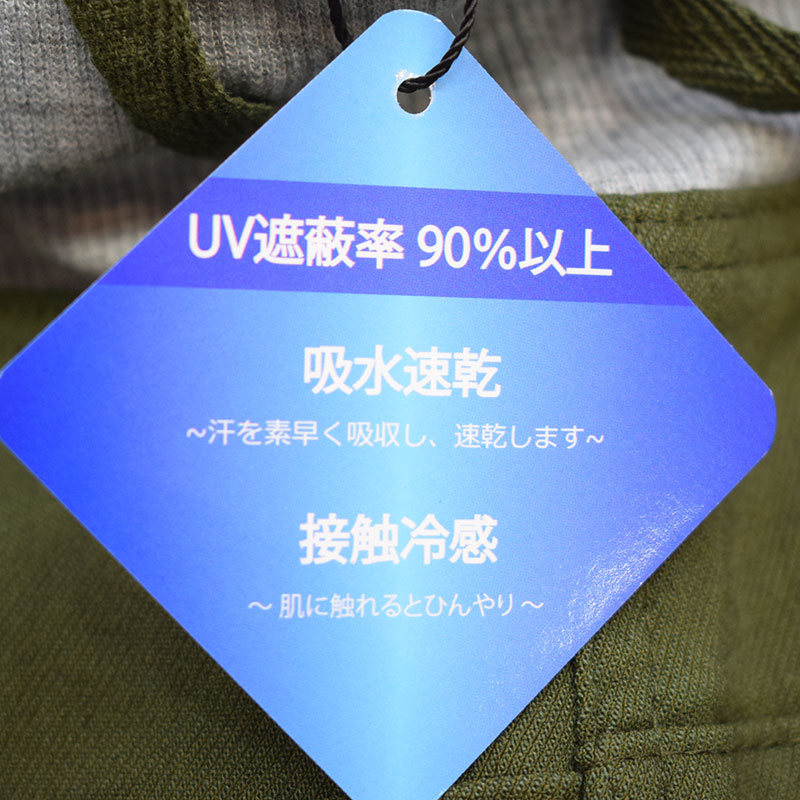 UV遮蔽率 90%以上
吸水速乾
~汗を素早く吸収し、速乾します~
接触冷感
～ 肌に触れるとひんやり ～